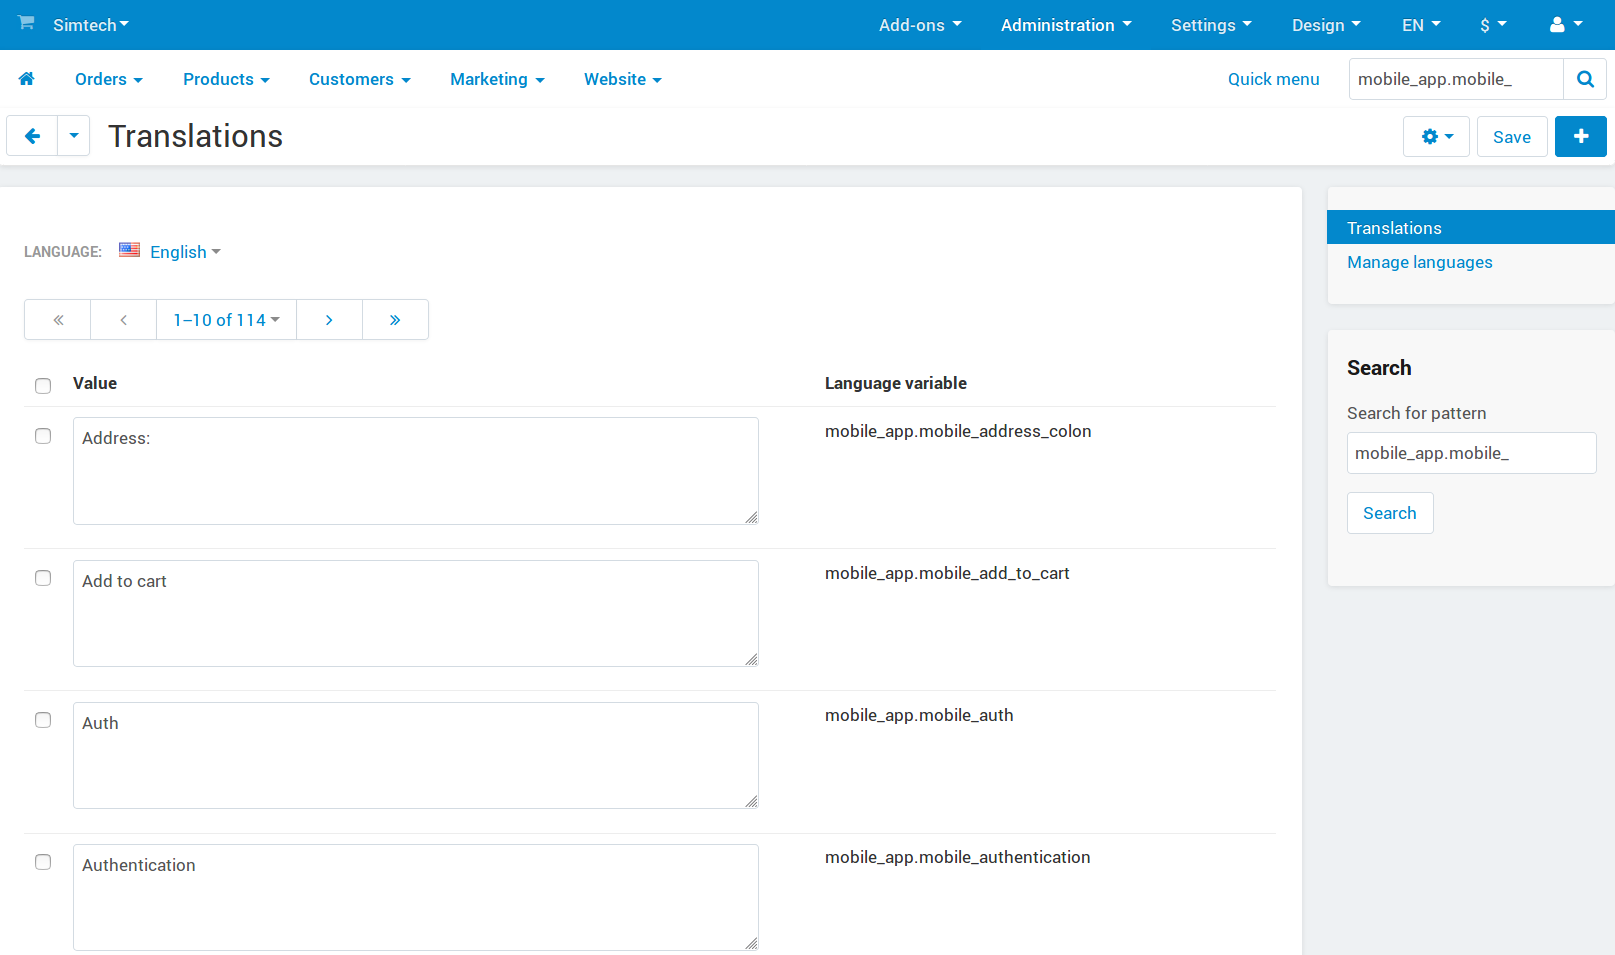 Simtech
Add-ons Administration Settings Design EN $
Orders Products Customers Marketing Website Quick menu mobile_app.mobile_
Translations Save
LANGUAGE: English
« ‹ 1–10 of 114 › »
Value Language variable
Address: mobile_app.mobile_address_colon
Add to cart mobile_app.mobile_add_to_cart
Auth mobile_app.mobile_auth
Authentication mobile_app.mobile_authentication
Translations
Manage languages
Search
Search for pattern
mobile_app.mobile_
Search